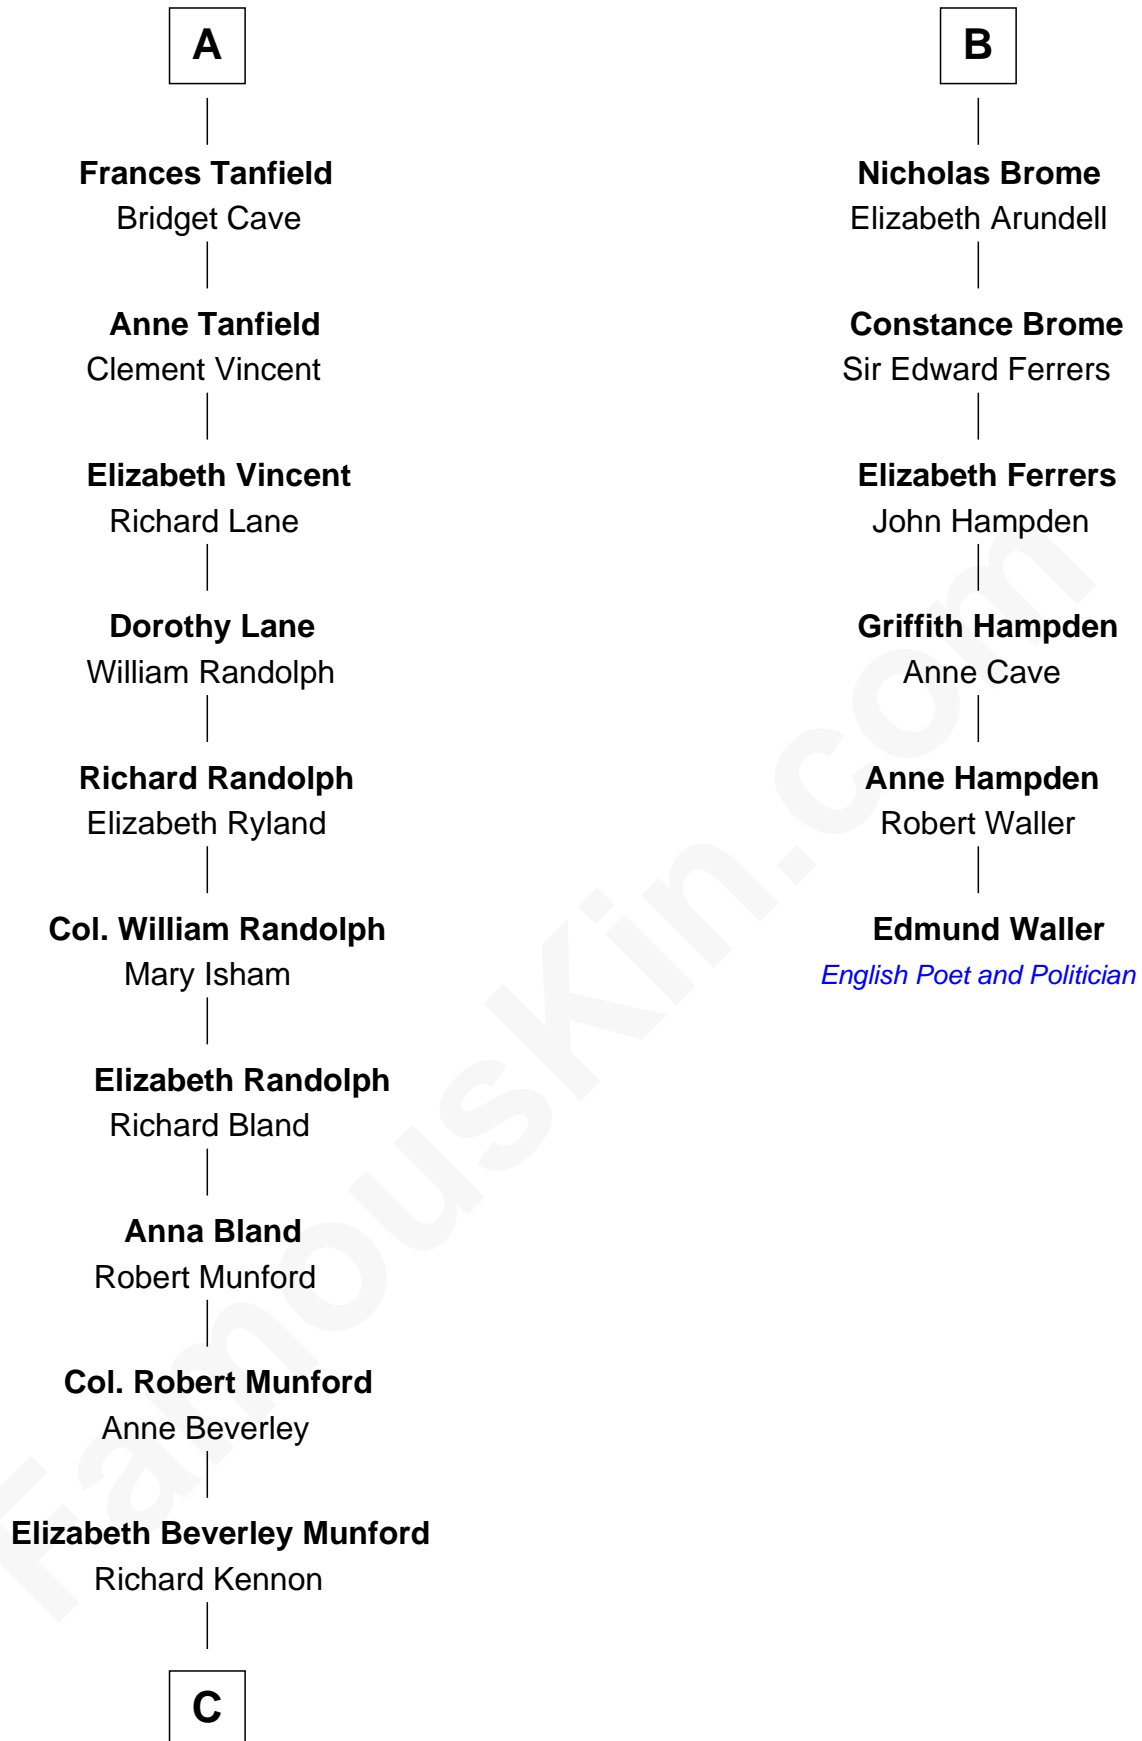 A
Frances Tanfield
Bridget Cave
Anne Tanfield
Clement Vincent
Elizabeth Vincent
Richard Lane
Dorothy Lane
William Randolph
Richard Randolph
Elizabeth Ryland
Col. William Randolph
Mary Isham
Elizabeth Randolph
Richard Bland
Anna Bland
Robert Munford
Col. Robert Munford
Anne Beverley
Elizabeth Beverley Munford
Richard Kennon
C
B
Nicholas Brome
Elizabeth Arundell
Constance Brome
Sir Edward Ferrers
Elizabeth Ferrers
John Hampden
Griffith Hampden
Anne Cave
Anne Hampden
Robert Waller
Edmund Waller
English Poet and Politician
FamousKin.com